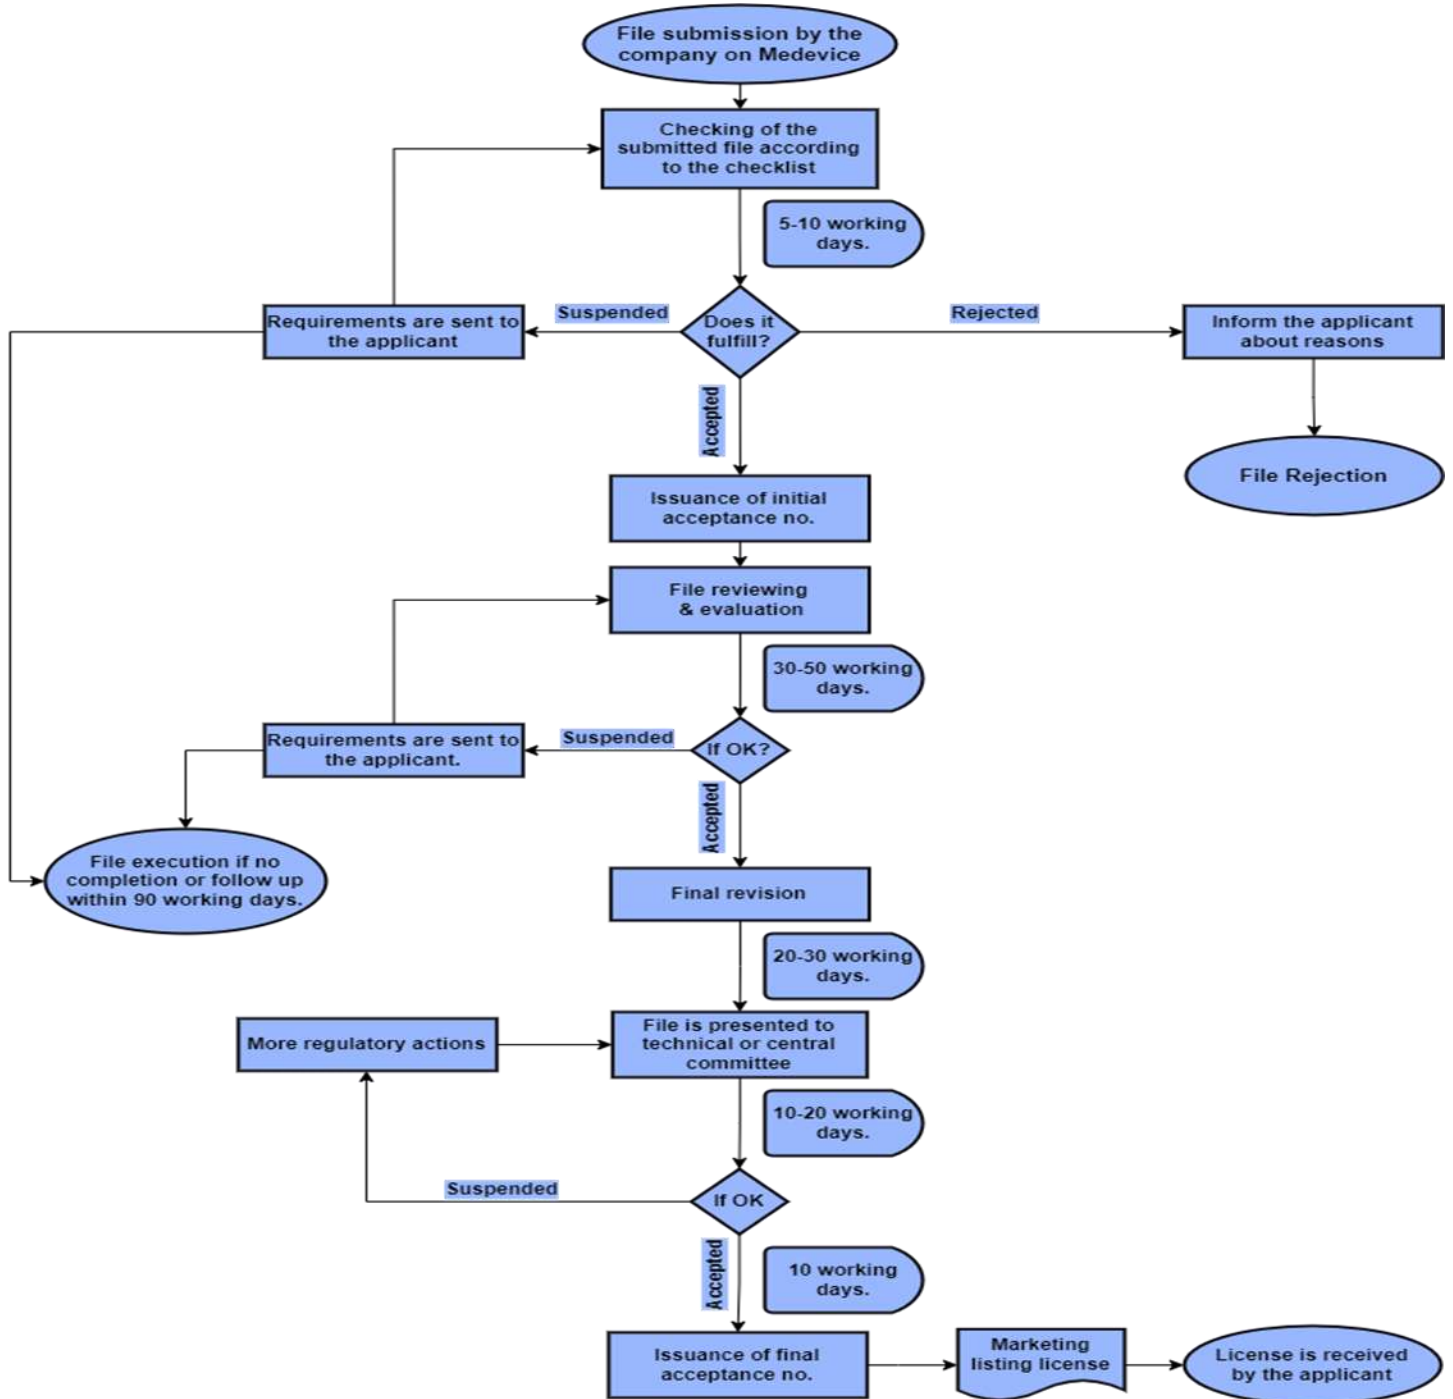 File submission by the
company on Medevice
Checking of the
submitted file according
to the checklist
5-10 working
days.
Requirements are sent to
the applicant
Suspended
Does it
fulfill?
Rejected
Inform the applicant
about reasons
Accepted
File Rejection
Issuance of initial
acceptance no.
File reviewing
& evaluation
30-50 working
days.
Requirements are sent to
the applicant.
Suspended
If OK?
Accepted
File execution if no
completion or follow up
within 90 working days.
Final revision
20-30 working
days.
More regulatory actions
File is presented to
technical or central
committee
10-20 working
days.
Suspended
If OK
Accepted
10 working
days.
Issuance of final
acceptance no.
Marketing
listing license
License is received
by the applicant